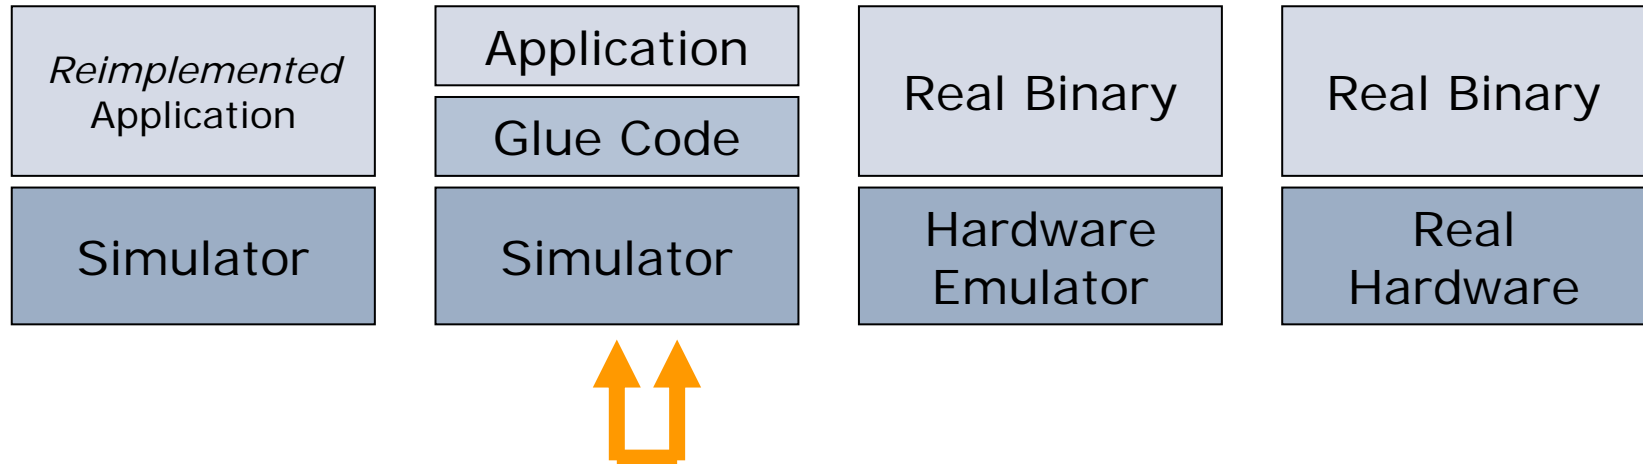 Reimplemented
Application
Simulator
Application
Glue Code
Simulator
Real Binary
Hardware
Emulator
Real Binary
Real
Hardware